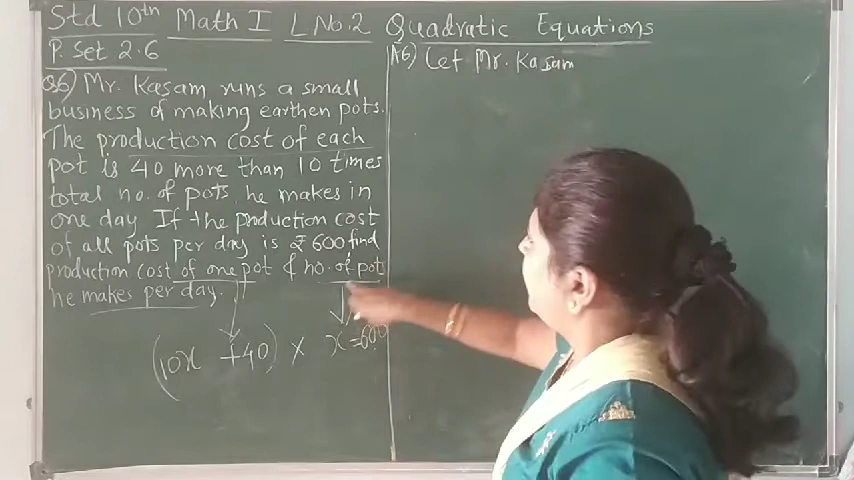 Std 10th Math I L No.2 Quadratic Equations
P. Set 2.6
Q6) Mr. Kasam runs a small
business of making earthen pots.
The production cost of each
pot is 40 more than 10 times
total no. of pots, he makes in
one day. If the production cost
of all pots per day is ₹600 find
production cost of one pot & no. of pots
he makes per day.
(10x + 40) × x = 600
A6) Let Mr. Kasam